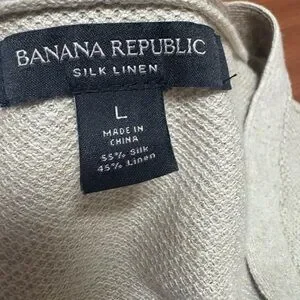 BANANA REPUBLIC
SILK LINEN
L
MADE IN
CHINA
55% Silk
45% Linen